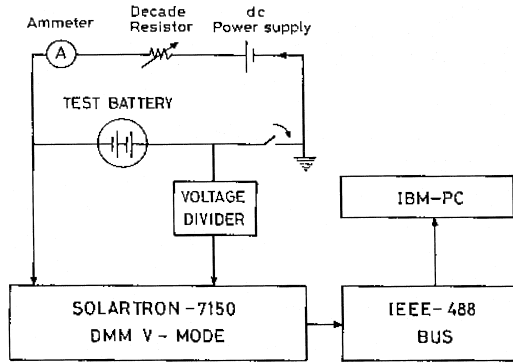 Ammeter
Decade
Resistor
dc
Power supply
A
TEST BATTERY
VOLTAGE
DIVIDER
IBM-PC
SOLARTRON-7150
DMM V-MODE
IEEE-488
BUS